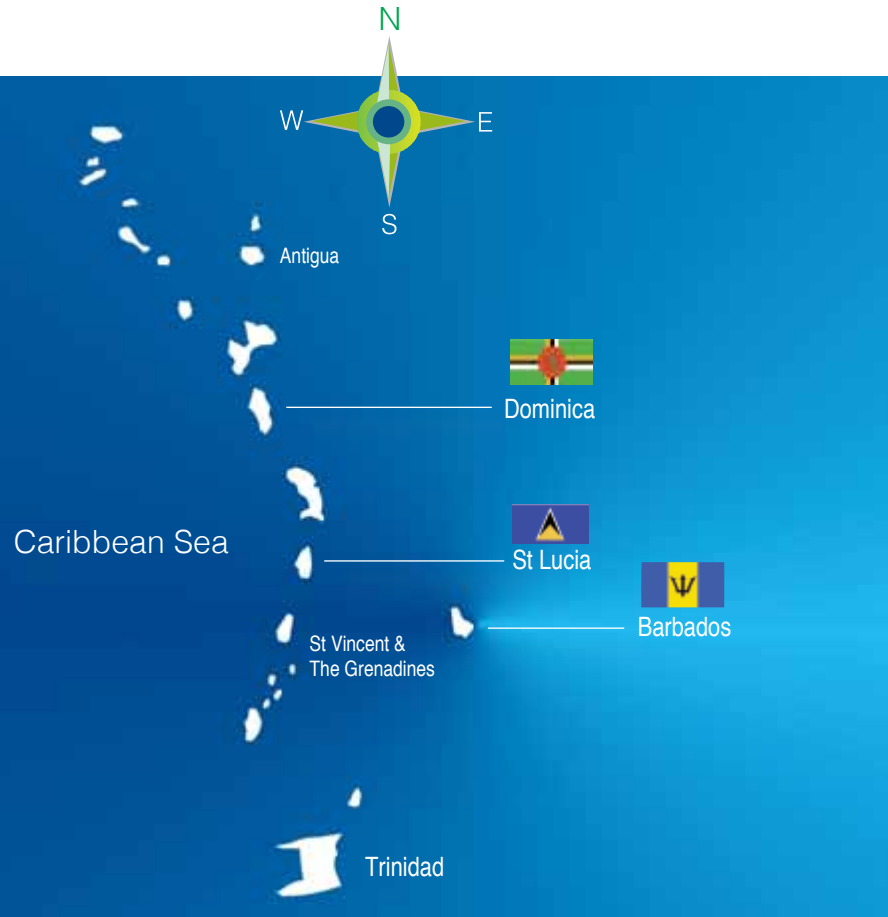 N
W
E
S
Antigua
Dominica
Caribbean Sea
St Lucia
Barbados
St Vincent &
The Grenadines
Trinidad